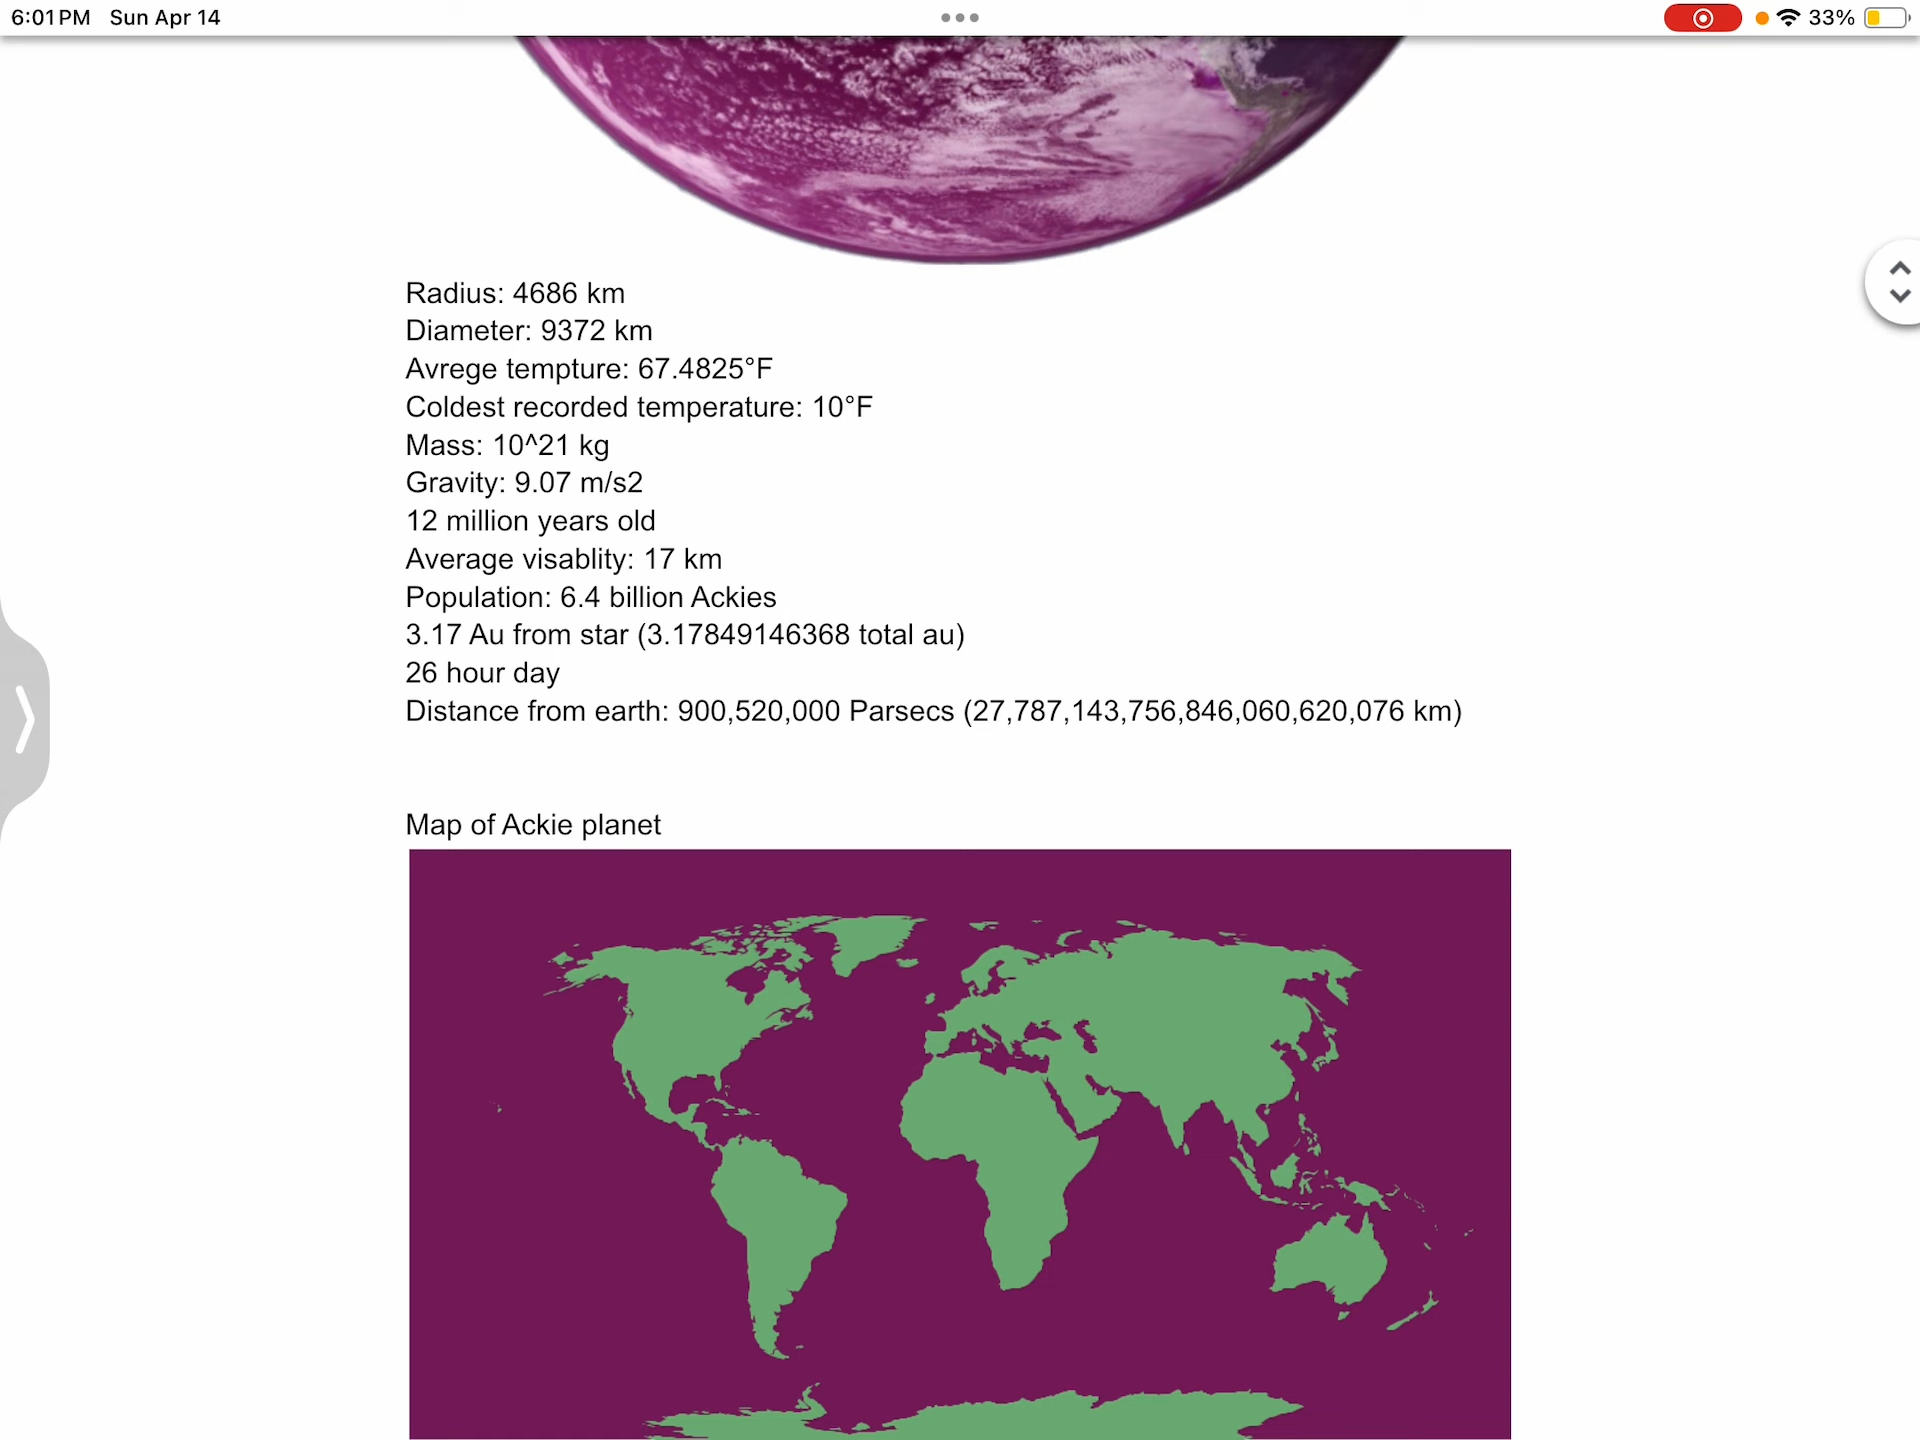 6:01 PM Sun Apr 14
33%
Radius: 4686 km
Diameter: 9372 km
Avrege tempture: 67.4825°F
Coldest recorded temperature: 10°F
Mass: 10^21 kg
Gravity: 9.07 m/s2
12 million years old
Average visablity: 17 km
Population: 6.4 billion Ackies
3.17 Au from star (3.17849146368 total au)
26 hour day
Distance from earth: 900,520,000 Parsecs (27,787,143,756,846,060,620,076 km)
Map of Ackie planet